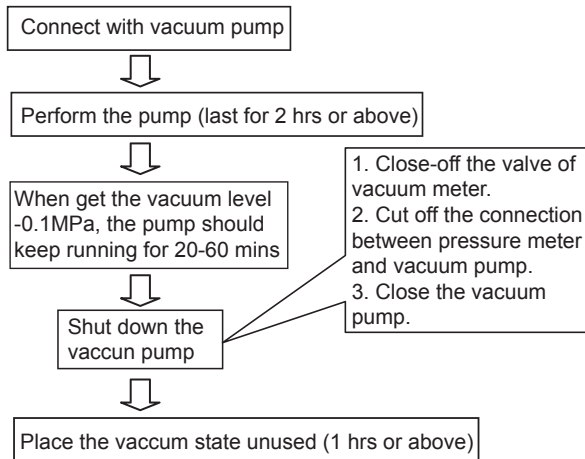 Connect with vacuum pump
Perform the pump (last for 2 hrs or above)
When get the vacuum level
-0.1MPa, the pump should
keep running for 20-60 mins
Shut down the
vaccun pump
1. Close-off the valve of
vacuum meter.
2. Cut off the connection
between pressure meter
and vacuum pump.
3. Close the vacuum
pump.
Place the vaccum state unused (1 hrs or above)